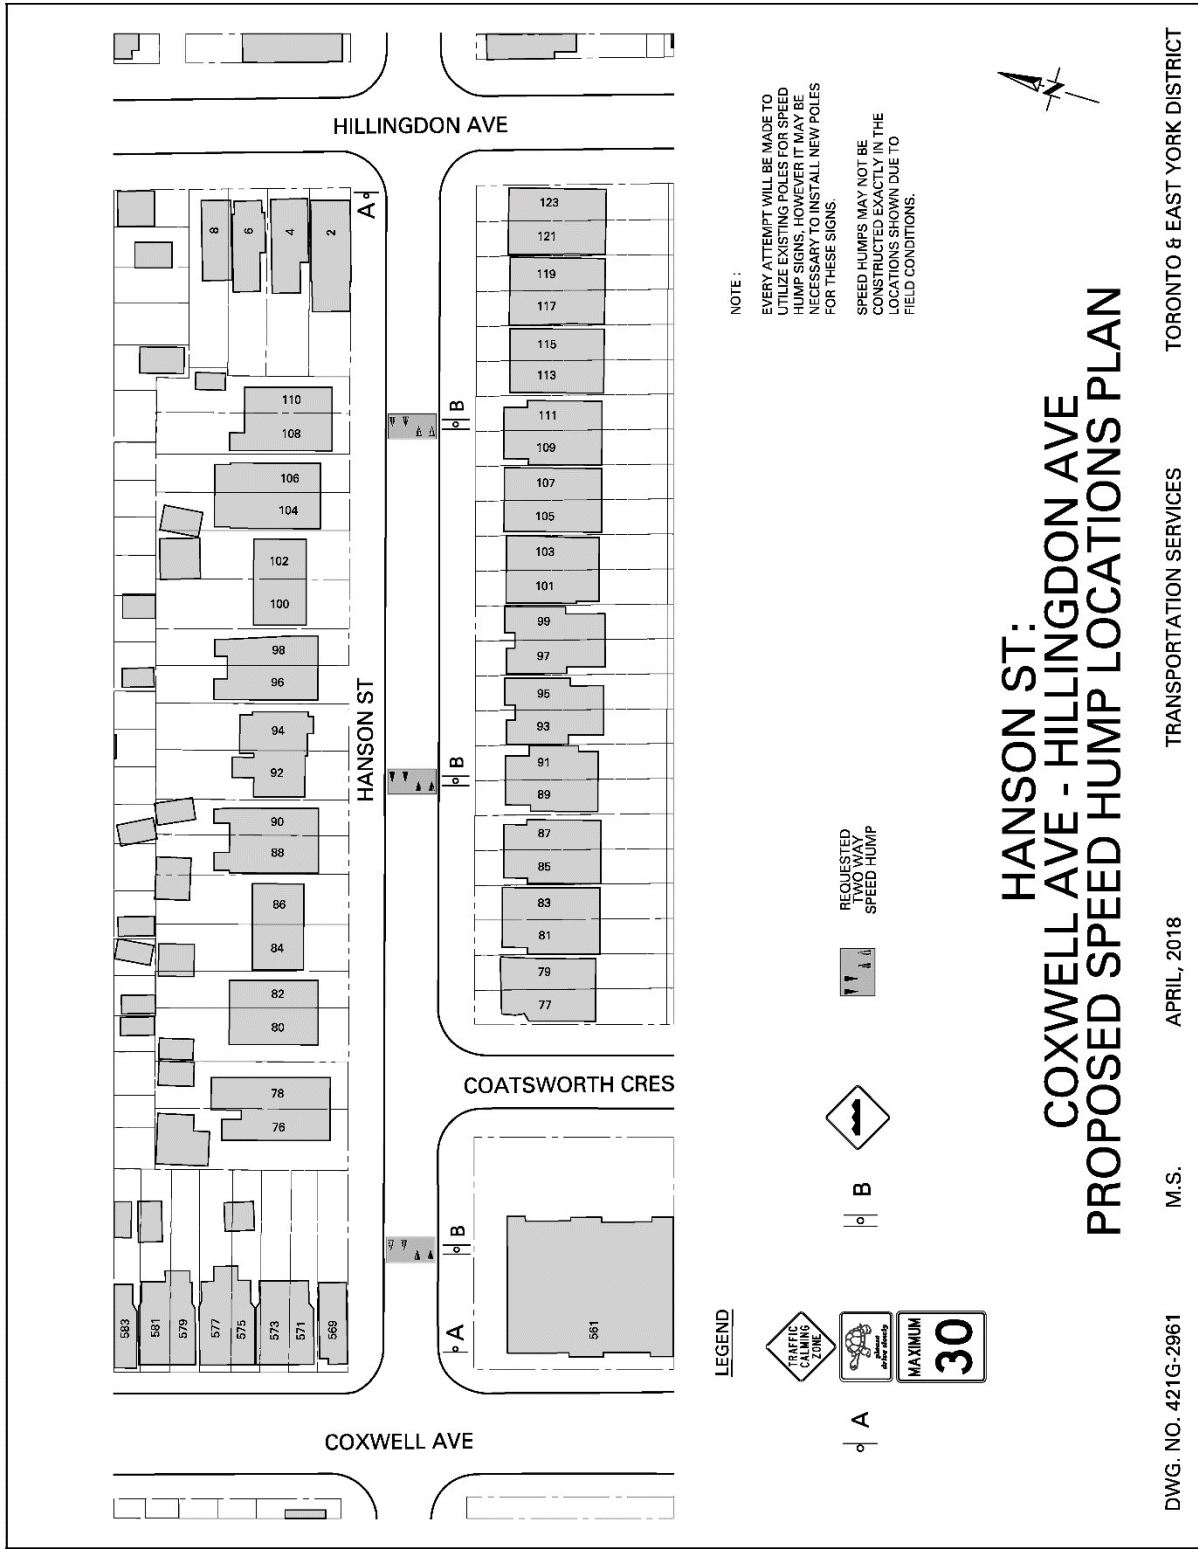 HILLINGDON AVE
A
8
6
4
2
110
108
106
104
102
100
98
96
94
92
90
88
86
84
82
80
78
76
583
581
579
577
575
573
571
569
HANSON ST
B
B
B
A
123
121
119
117
115
113
111
109
107
105
103
101
99
97
95
93
91
89
87
85
83
81
79
77
COATSWORTH CRES
561
COXWELL AVE
NOTE :
EVERY ATTEMPT WILL BE MADE TO
UTILIZE EXISTING POLES FOR SPEED
HUMP SIGNS, HOWEVER IT MAY BE
NECESSARY TO INSTALL NEW POLES
FOR THESE SIGNS.
SPEED HUMPS MAY NOT BE
CONSTRUCTED EXACTLY IN THE
LOCATIONS SHOWN DUE TO
FIELD CONDITIONS.
N
LEGEND
A
TRAFFIC
CALMING
ZONE
please
drive slowly
MAXIMUM
30
B
REQUESTED
TWO WAY
SPEED HUMP
HANSON ST:
COXWELL AVE - HILLINGDON AVE
PROPOSED SPEED HUMP LOCATIONS PLAN
DWG. NO. 421G-2961
M.S.
APRIL, 2018
TRANSPORTATION SERVICES
TORONTO & EAST YORK DISTRICT